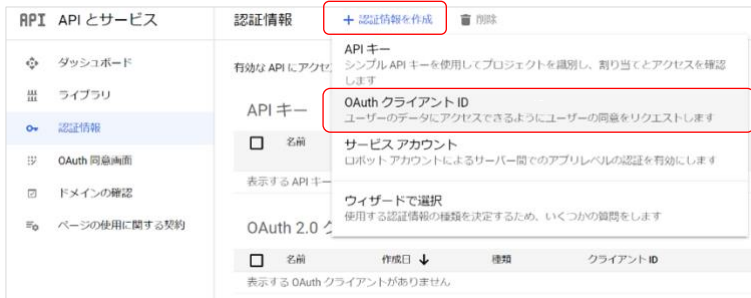 API APIとサービス
認証情報
+ 認証情報を作成
削除
ダッシュボード
ライブラリ
認証情報
OAuth 同意画面
ドメインの確認
ページの使用に関する契約
有効な API にアクセ
API キー
シンプル API キーを使用してプロジェクトを識別し、割り当てとアクセスを確認
します
OAuth クライアント ID
ユーザーのデータにアクセスできるようにユーザーの同意をリクエストします
サービス アカウント
ロボット アカウントによるサーバー間でのアプリレベルの認証を有効にします
ウィザードで選択
使用する認証情報の種類を決定するため、いくつかの質問をします
API キー
名前
表示する API キー
OAuth 2.0 ク
名前 作成日 ↓ 種類 クライアント ID
表示する OAuth クライアントがありません